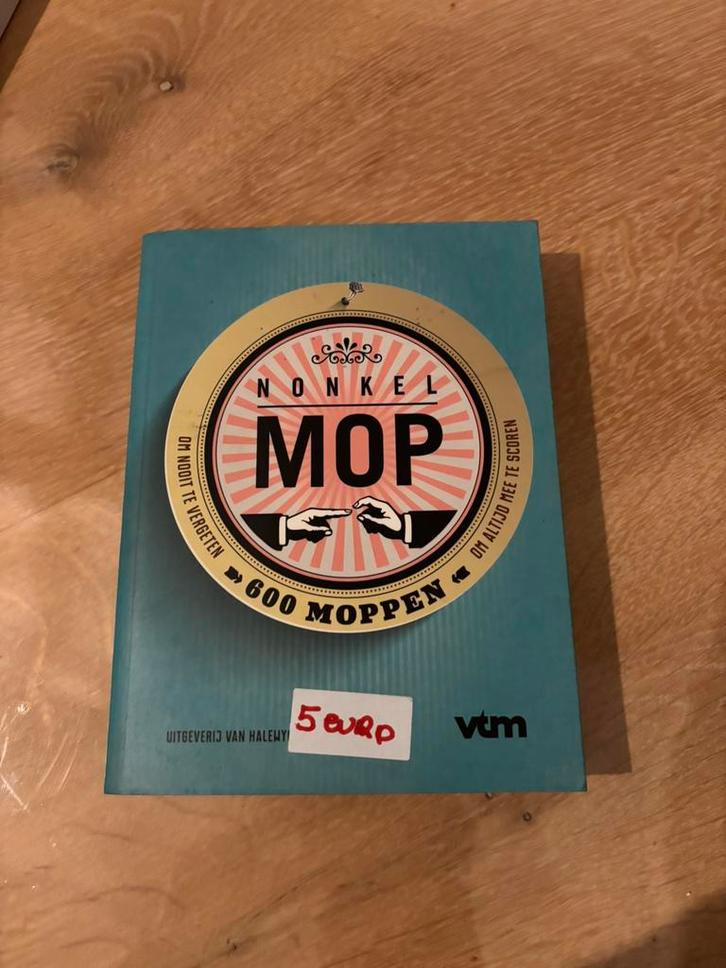 NONKEL
MOP
OM NOOIT TE VERGETEN
OM ALTIJD MEE TE SCOREN
600 MOPPEN
UITGEVERIJ VAN HALEWY
5 EURO
vtm